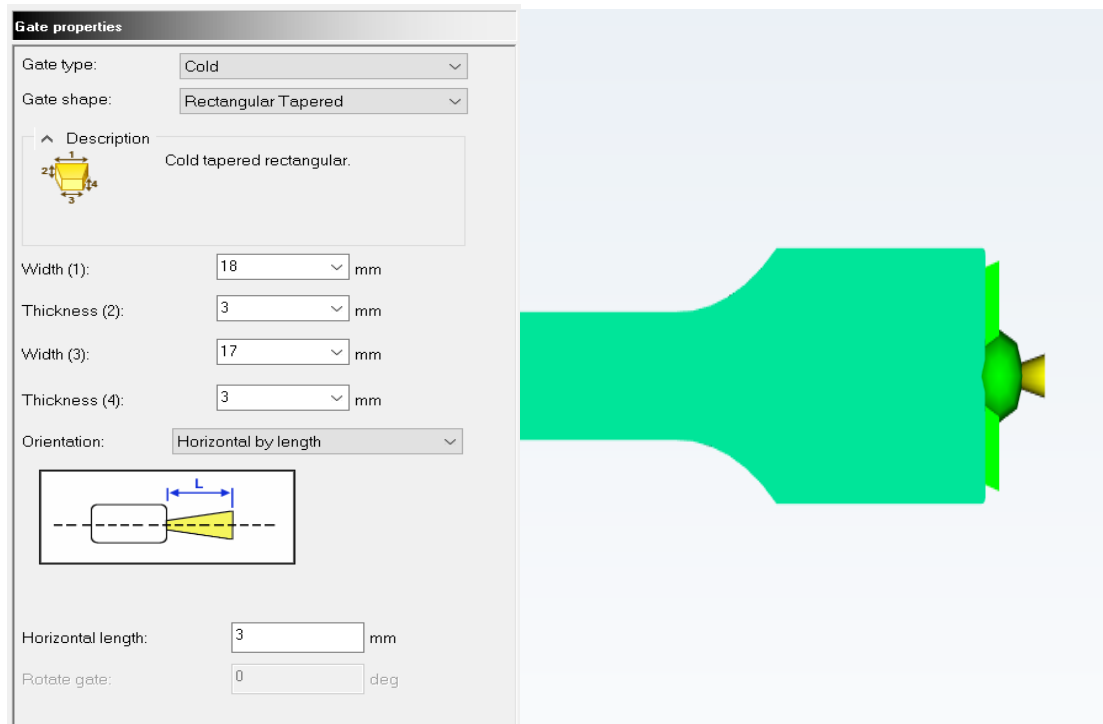 Gate properties
Gate type: Cold
Gate shape: Rectangular Tapered
Description
1
2
4
3
Cold tapered rectangular.
Width (1): 18 mm
Thickness (2): 3 mm
Width (3): 17 mm
Thickness (4): 3 mm
Orientation: Horizontal by length
L
Horizontal length: 3 mm
Rotate gate: 0 deg